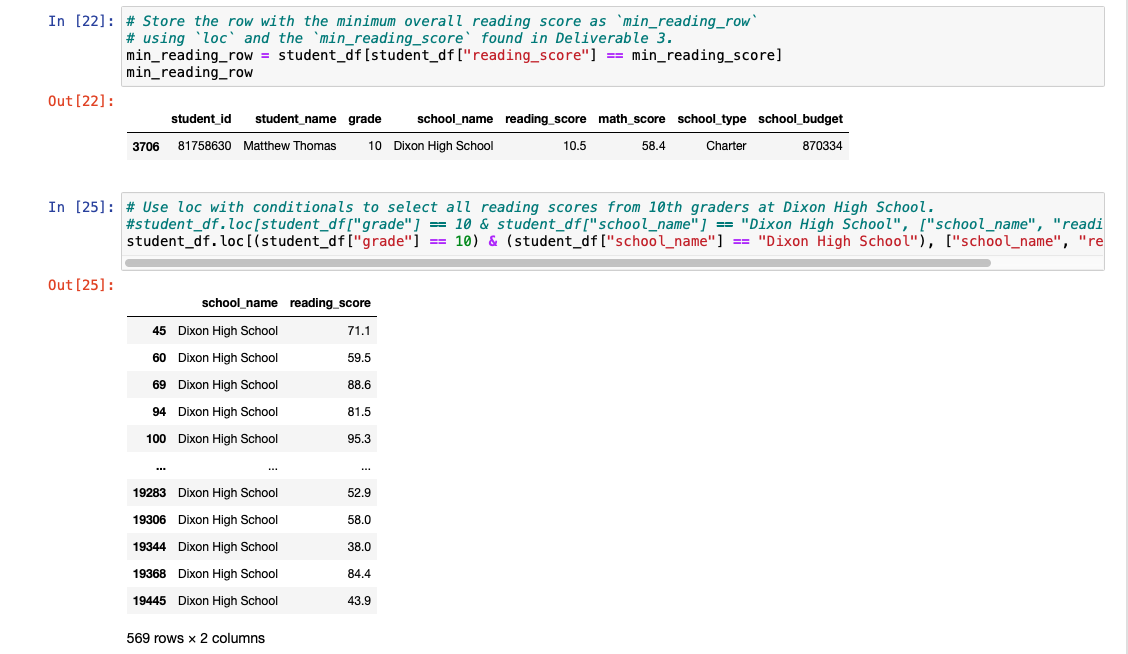 In [22]: # Store the row with the minimum overall reading score as `min_reading_row`
# using `loc` and the `min_reading_score` found in Deliverable 3.
min_reading_row = student_df[student_df["reading_score"] == min_reading_score]
min_reading_row
Out[22]:
student_id student_name grade school_name reading_score math_score school_type school_budget
3706 81758630 Matthew Thomas 10 Dixon High School 10.5 58.4 Charter 870334
In [25]: # Use loc with conditionals to select all reading scores from 10th graders at Dixon High School.
#student_df.loc[student_df["grade"] == 10 & student_df["school_name"] == "Dixon High School", ["school_name", "readi
student_df.loc[(student_df["grade"] == 10) & (student_df["school_name"] == "Dixon High School"), ["school_name", "re
Out[25]:
school_name reading_score
45 Dixon High School 71.1
60 Dixon High School 59.5
69 Dixon High School 88.6
94 Dixon High School 81.5
100 Dixon High School 95.3
... ... ...
19283 Dixon High School 52.9
19306 Dixon High School 58.0
19344 Dixon High School 38.0
19368 Dixon High School 84.4
19445 Dixon High School 43.9
569 rows × 2 columns